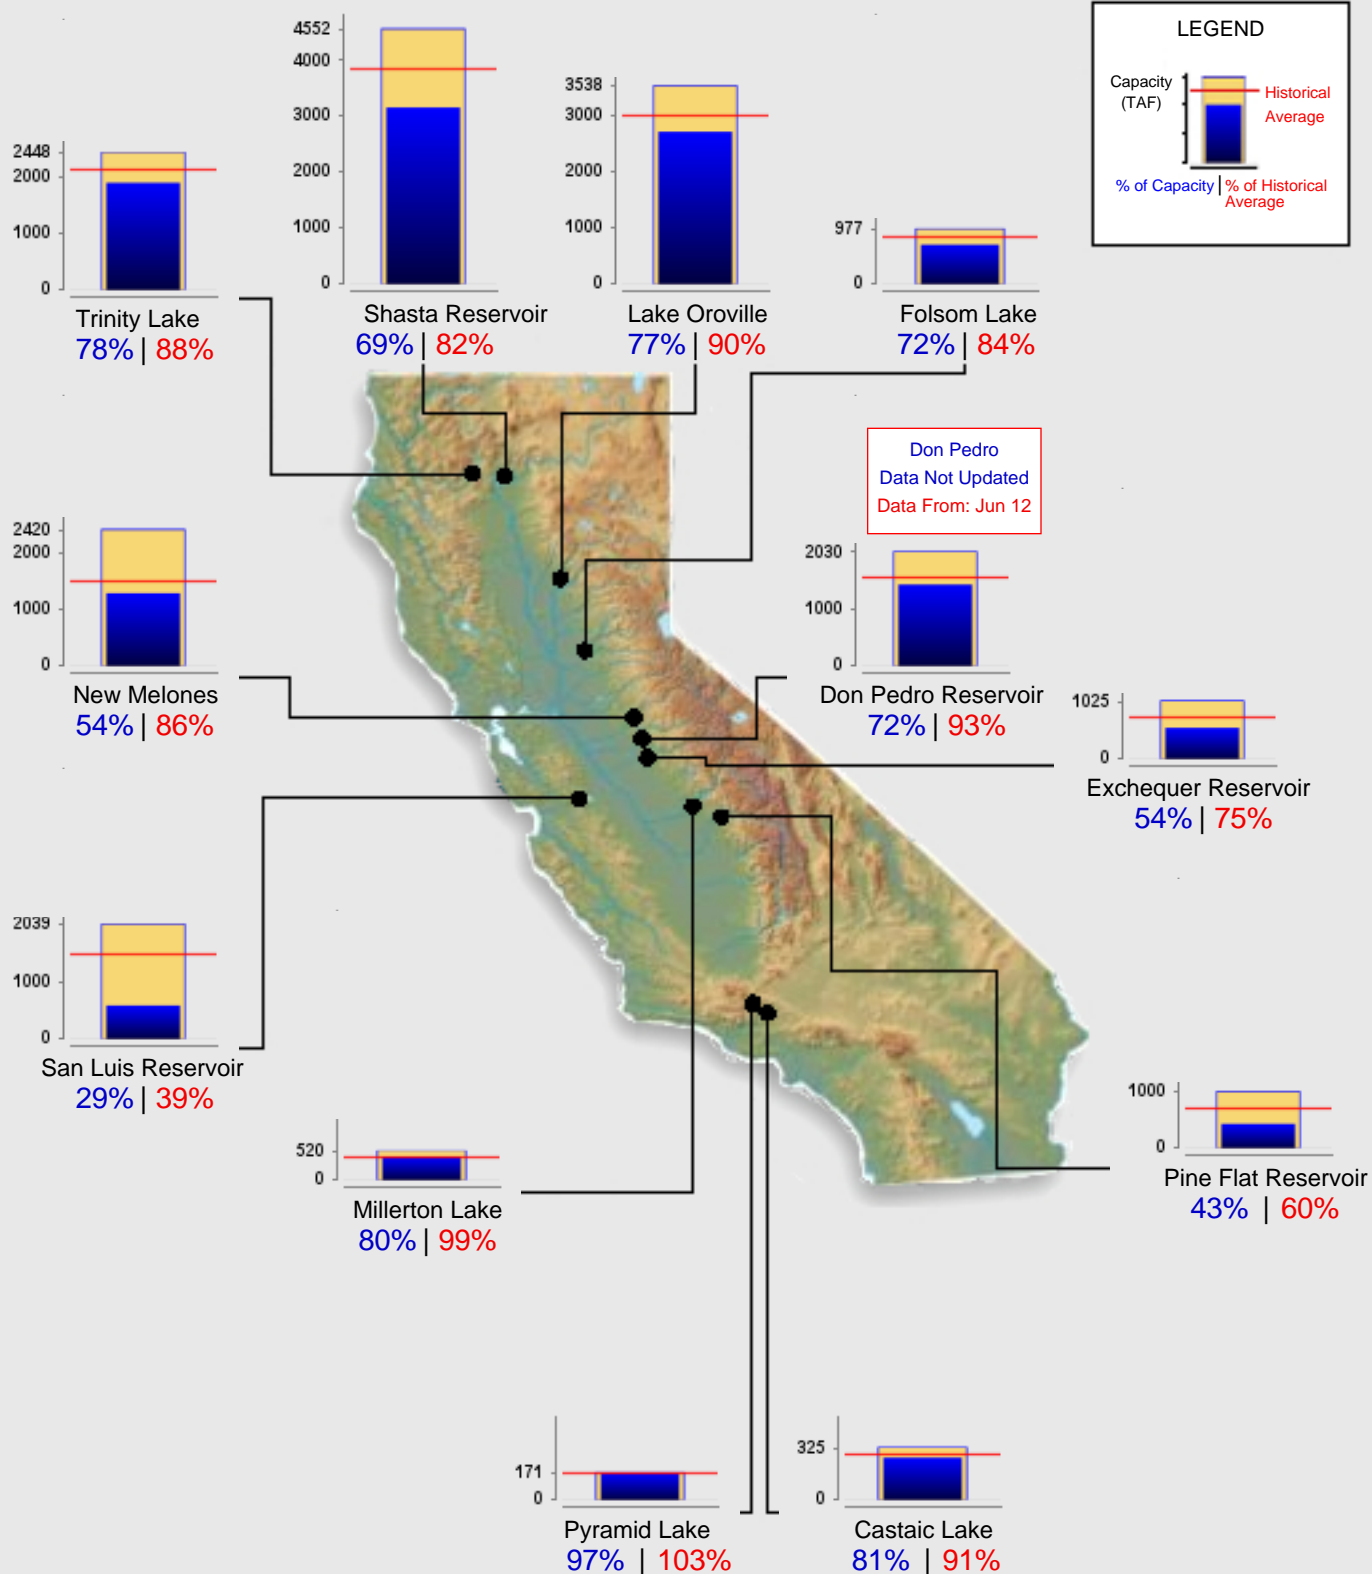 LEGEND
Capacity
(TAF)
Historical
Average
% of Capacity | % of Historical
Average
4552
4000
3000
2000
1000
0
Shasta Reservoir
69% | 82%
3538
3000
2000
1000
0
Lake Oroville
77% | 90%
2448
2000
1000
0
Trinity Lake
78% | 88%
977
0
Folsom Lake
72% | 84%
Don Pedro
Data Not Updated
Data From: Jun 12
2030
1000
0
Don Pedro Reservoir
72% | 93%
2420
2000
1000
0
New Melones
54% | 86%
1025
0
Exchequer Reservoir
54% | 75%
2039
1000
0
San Luis Reservoir
29% | 39%
520
0
Millerton Lake
80% | 99%
1000
0
Pine Flat Reservoir
43% | 60%
171
0
Pyramid Lake
97% | 103%
325
0
Castaic Lake
81% | 91%